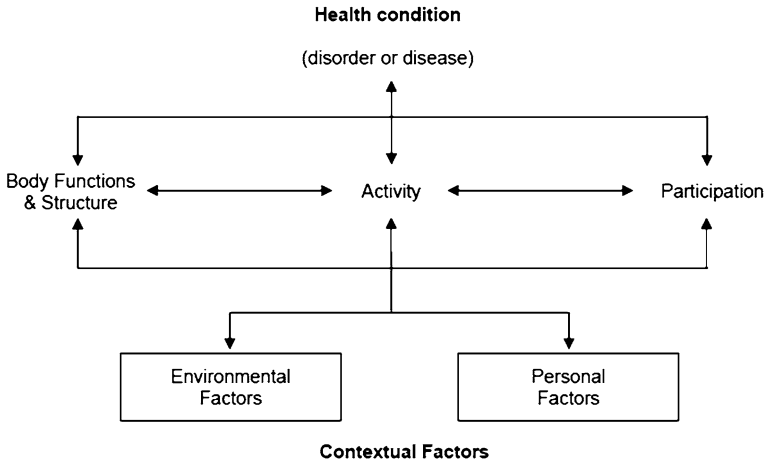 Health condition
(disorder or disease)
Body Functions
& Structure
Activity
Participation
Environmental
Factors
Personal
Factors
Contextual Factors